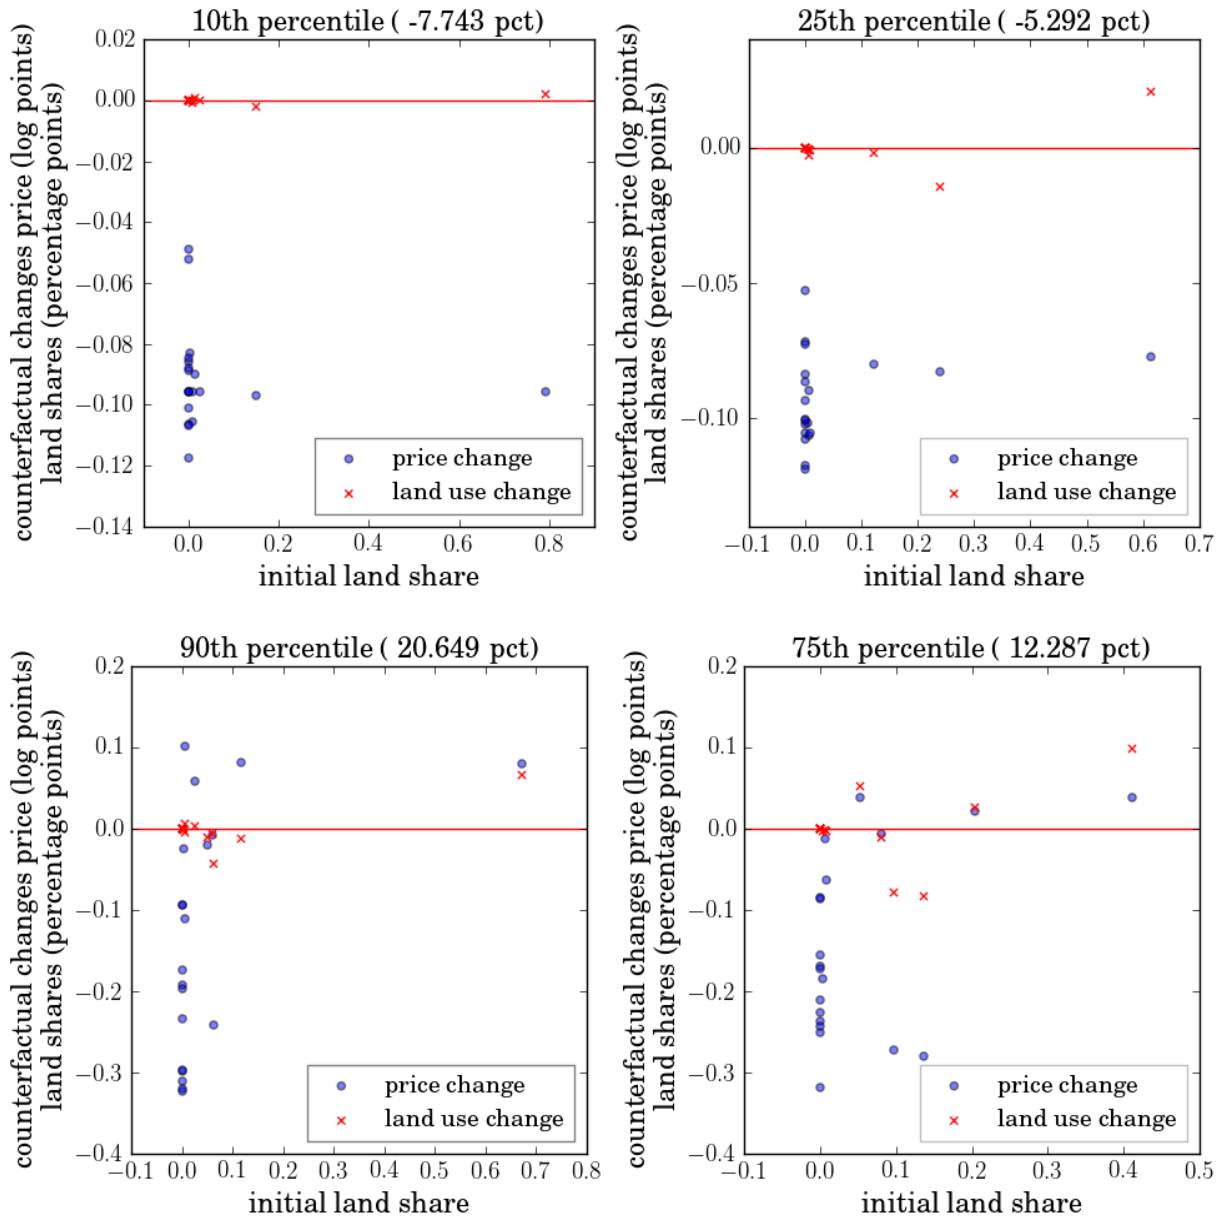 10th percentile ( -7.743 pct)
counterfactual changes price (log points)
land shares (percentage points)
0.02
0.00
−0.02
−0.04
−0.06
−0.08
−0.10
−0.12
−0.14
0.0 0.2 0.4 0.6 0.8
initial land share
price change
land use change
25th percentile ( -5.292 pct)
counterfactual changes price (log points)
land shares (percentage points)
0.00
−0.05
−0.10
−0.1 0.0 0.1 0.2 0.3 0.4 0.5 0.6 0.7
initial land share
price change
land use change
90th percentile ( 20.649 pct)
counterfactual changes price (log points)
land shares (percentage points)
0.2
0.1
0.0
−0.1
−0.2
−0.3
−0.4
−0.1 0.0 0.1 0.2 0.3 0.4 0.5 0.6 0.7 0.8
initial land share
price change
land use change
75th percentile ( 12.287 pct)
counterfactual changes price (log points)
land shares (percentage points)
0.2
0.1
0.0
−0.1
−0.2
−0.3
−0.4
−0.1 0.0 0.1 0.2 0.3 0.4 0.5
initial land share
price change
land use change